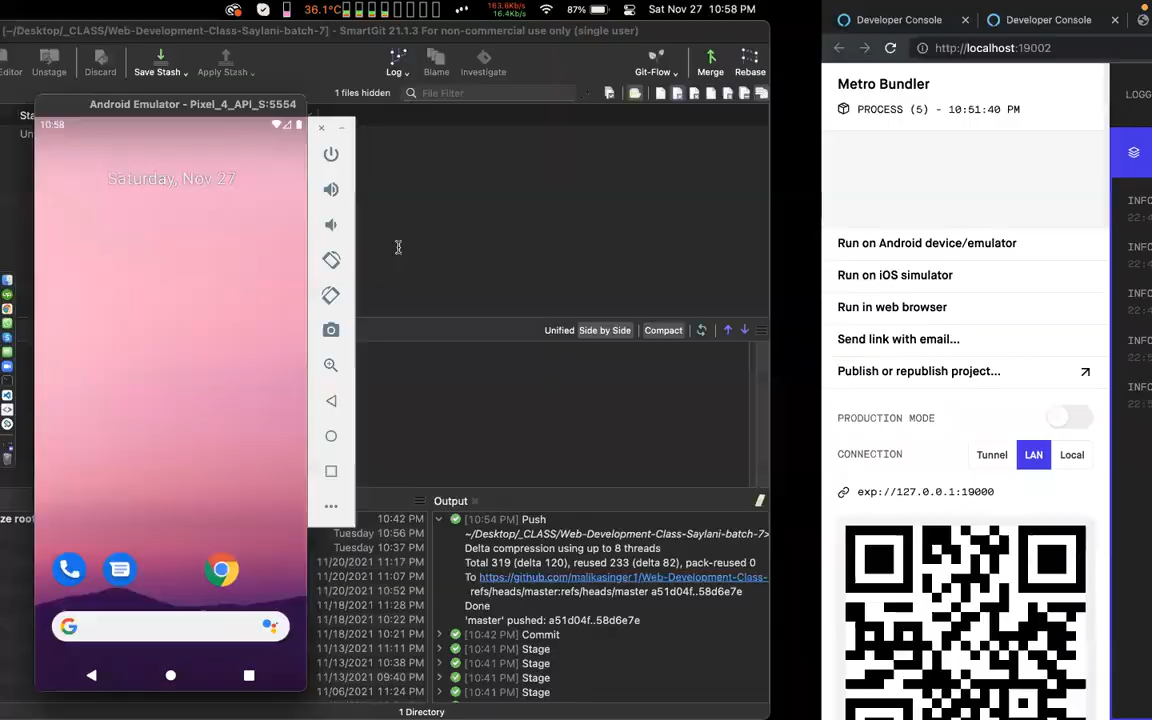 36.1°C
163.8Kb/s
16.4Kb/s
87%
Sat Nov 27 10:58 PM
[~/Desktop/_CLASS/Web-Development-Class-Saylani-batch-7] - SmartGit 21.1.3 For non-commercial use only (single user)
Editor Unstage Discard Save Stash Apply Stash Log Blame Investigate Git-Flow Merge Rebase
1 files hidden File Filter
Android Emulator - Pixel_4_API_S:5554
10:58
Saturday, Nov 27
Unified Side by Side Compact
Output
10:42 PM
Tuesday 10:56 PM
Tuesday 10:37 PM
11/20/2021 11:17 PM
11/20/2021 11:07 PM
11/20/2021 10:52 PM
11/18/2021 11:28 PM
11/18/2021 10:22 PM
11/18/2021 10:21 PM
11/13/2021 11:11 PM
11/13/2021 10:38 PM
11/13/2021 09:40 PM
11/06/2021 11:24 PM
[10:54 PM] Push
~/Desktop/_CLASS/Web-Development-Class-Saylani-batch-7>
Delta compression using up to 8 threads
Total 319 (delta 120), reused 233 (delta 82), pack-reused 0
To https://github.com/malikasinger1/Web-Development-Class-
refs/heads/master:refs/heads/master a51d04f..58d6e7e
Done
'master' pushed: a51d04f..58d6e7e
[10:42 PM] Commit
[10:41 PM] Stage
[10:41 PM] Stage
[10:41 PM] Stage
[10:41 PM] Stage
1 Directory
Developer Console
Developer Console
http://localhost:19002
Metro Bundler
PROCESS (5) - 10:51:40 PM
Run on Android device/emulator
Run on iOS simulator
Run in web browser
Send link with email...
Publish or republish project...
PRODUCTION MODE
CONNECTION Tunnel LAN Local
exp://127.0.0.1:19000
LOGG
INFO
INFO
INFO
INFO
INFO